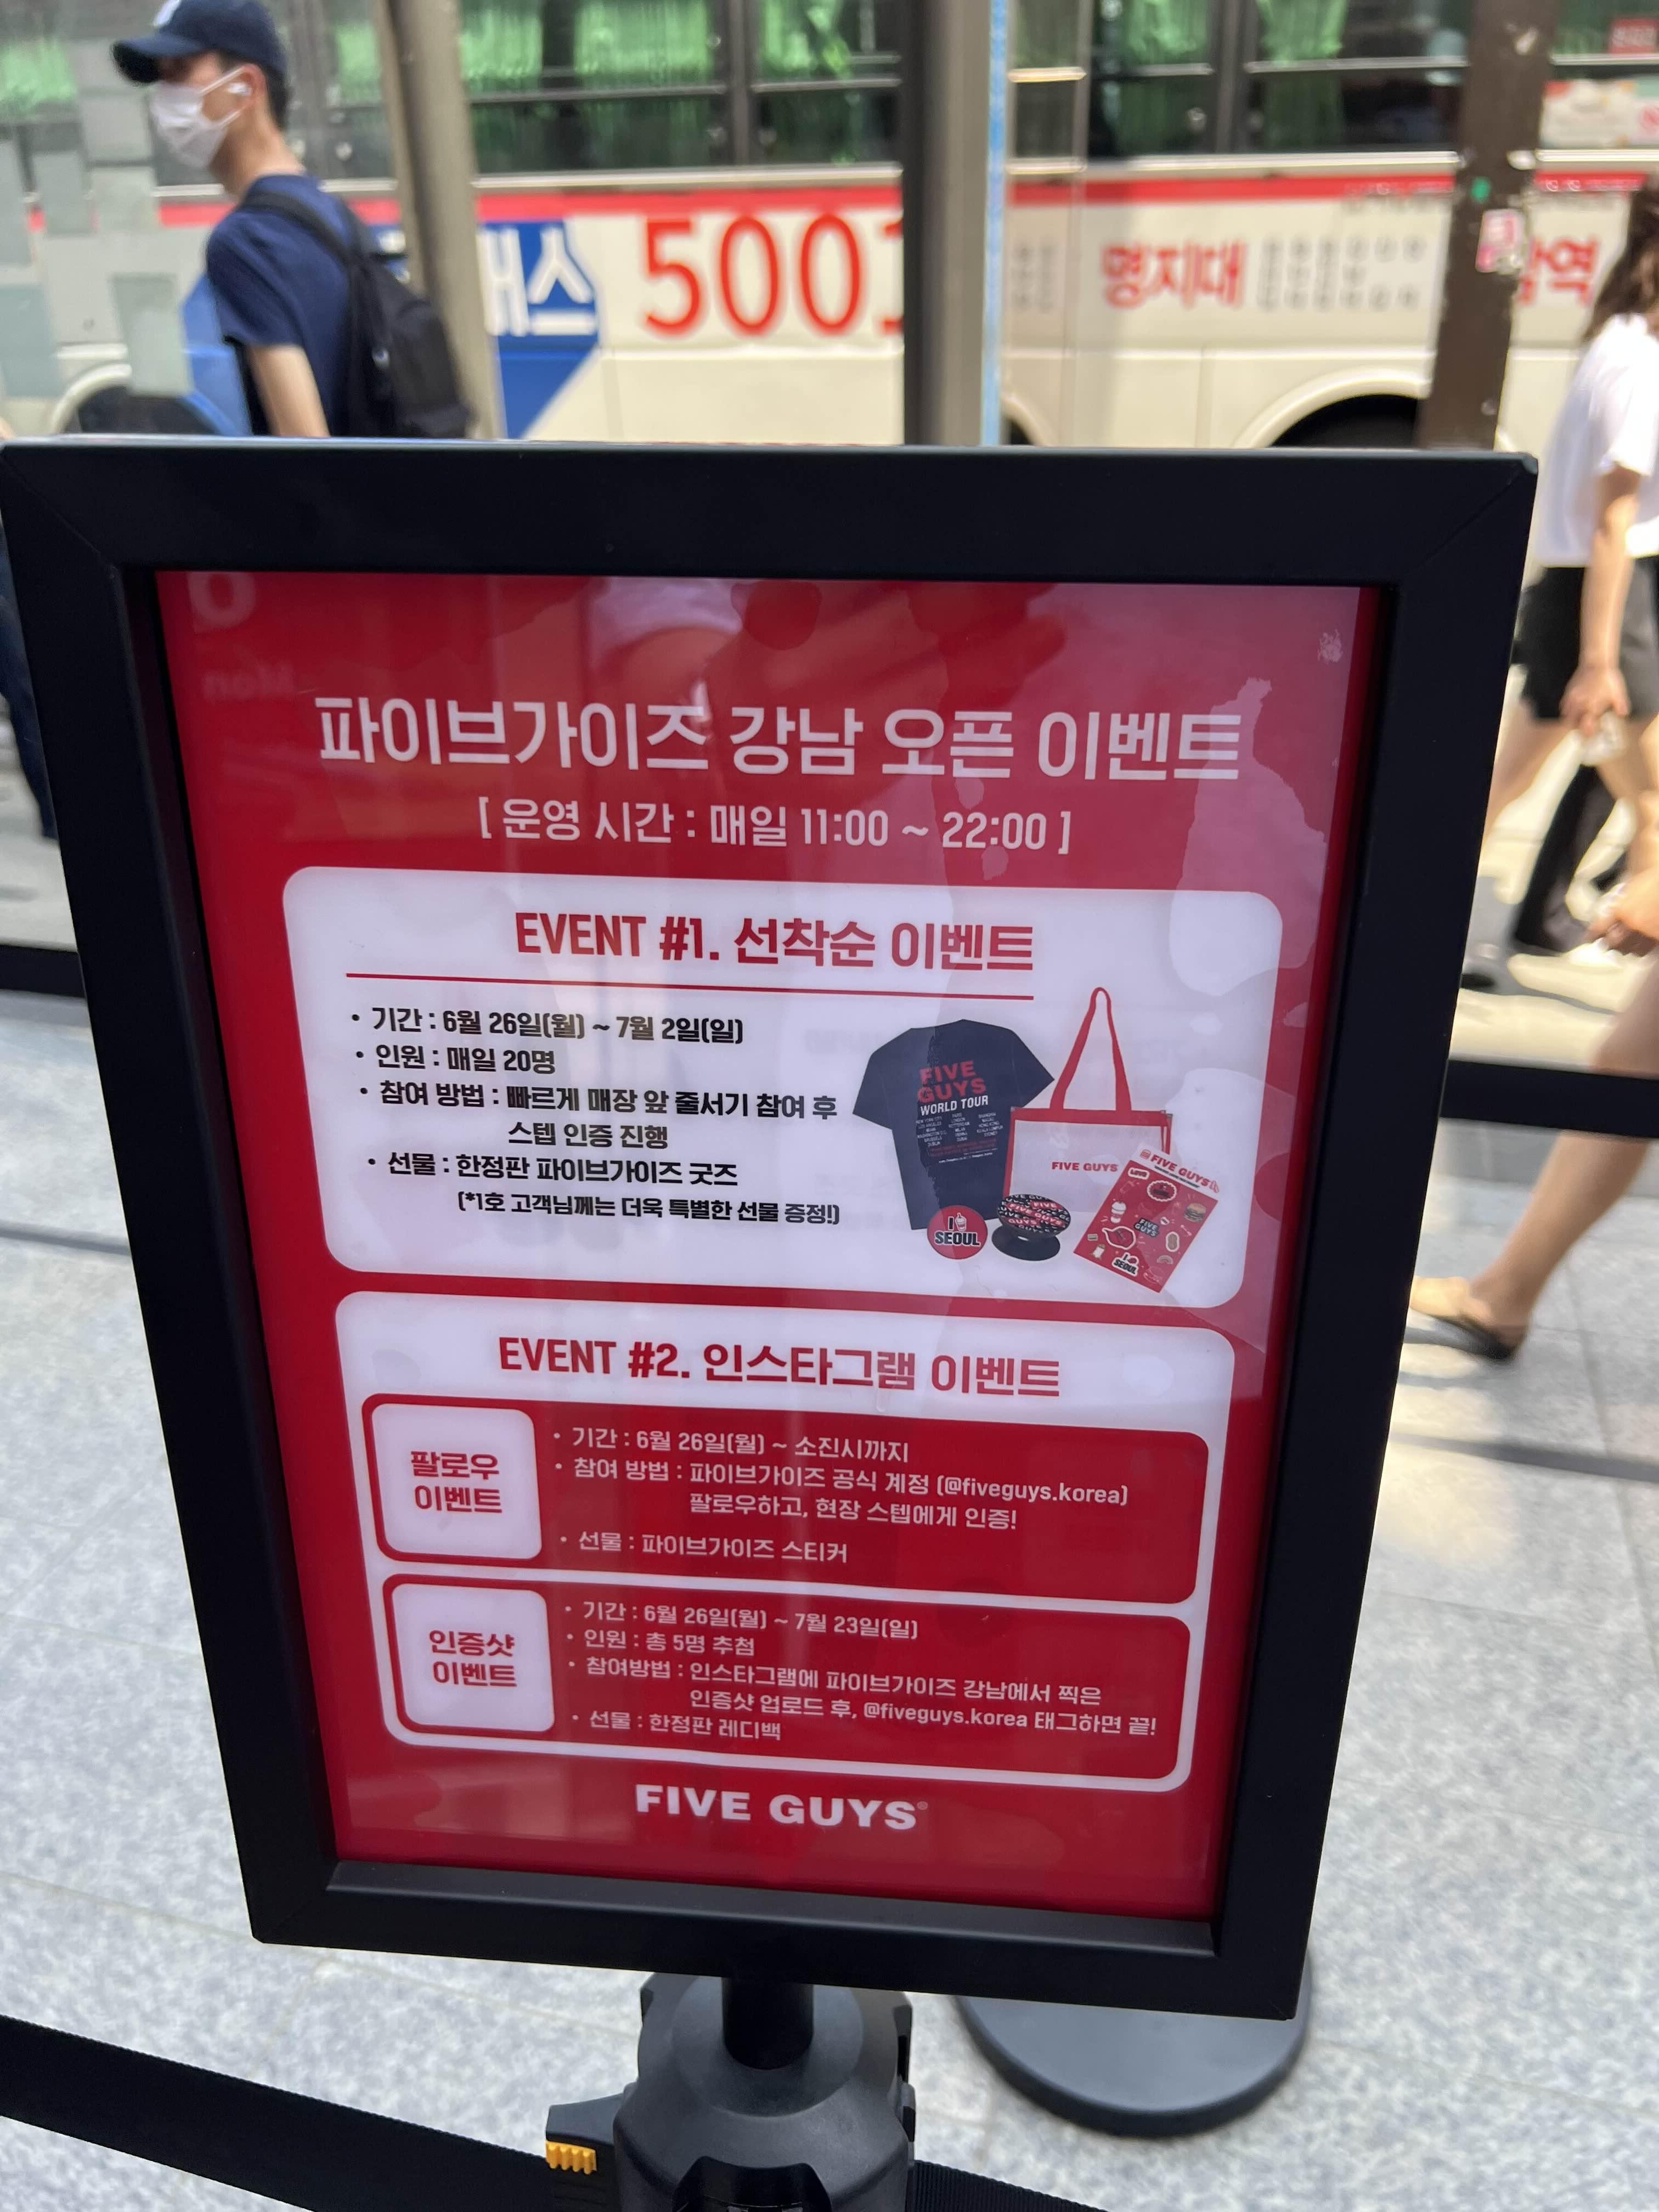 5001
명지대
파이브가이즈 강남 오픈 이벤트
[ 운영 시간 : 매일 11:00 ~ 22:00 ]
EVENT #1. 선착순 이벤트
• 기간 : 6월 26일(월) ~ 7월 2일(일)
• 인원 : 매일 20명
• 참여 방법 : 빠르게 매장 앞 줄서기 참여 후
스텝 인증 진행
• 선물 : 한정판 파이브가이즈 굿즈
(*1호 고객님께는 더욱 특별한 선물 증정!)
FIVE
GUYS
WORLD TOUR
FIVE GUYS
FIVE GUYS
I
SEOUL
FIVE GUYS
SEOUL
EVENT #2. 인스타그램 이벤트
팔로우
이벤트
• 기간 : 6월 26일(월) ~ 소진시까지
• 참여 방법 : 파이브가이즈 공식 계정 (@fiveguys.korea)
팔로우하고, 현장 스텝에게 인증!
• 선물 : 파이브가이즈 스티커
인증샷
이벤트
• 기간 : 6월 26일(월) ~ 7월 23일(일)
• 인원 : 총 5명 추첨
• 참여방법 : 인스타그램에 파이브가이즈 강남에서 찍은
인증샷 업로드 후, @fiveguys.korea 태그하면 끝!
• 선물 : 한정판 레디백
FIVE GUYS®